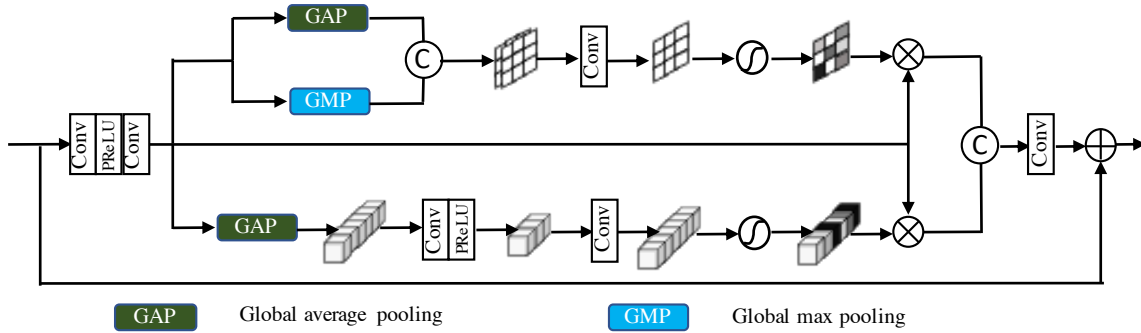 GAP
C
Conv
GMP
Conv
PReLU
Conv
C
Conv
GAP
Conv
PReLU
Conv
GAP Global average pooling
GMP Global max pooling